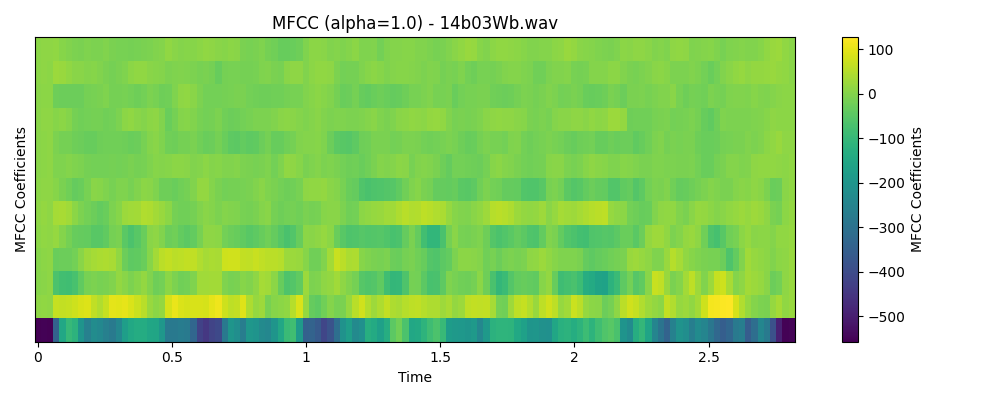 MFCC (alpha=1.0) - 14b03Wb.wav
MFCC Coefficients
0 0.5 1 1.5 2 2.5
Time
100
0
−100
−200
−300
−400
−500
MFCC Coefficients